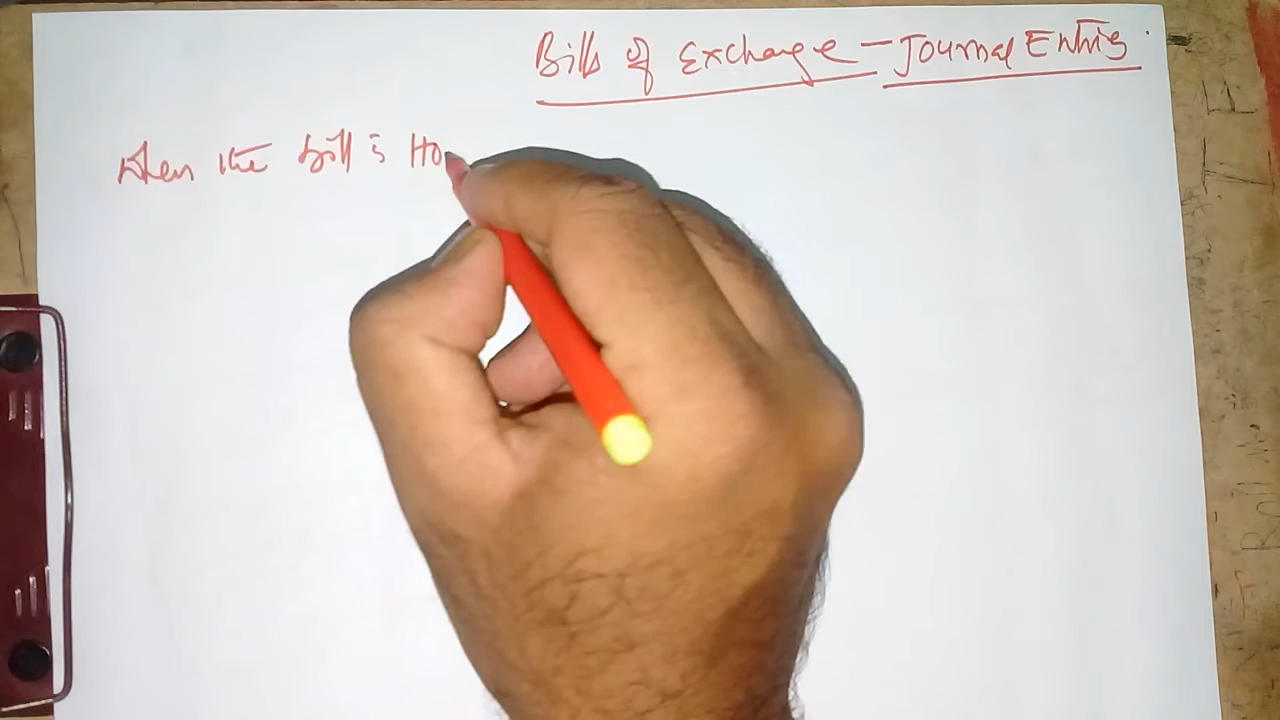 Bills of Exchange - Journal Entries
When the bill is Ho